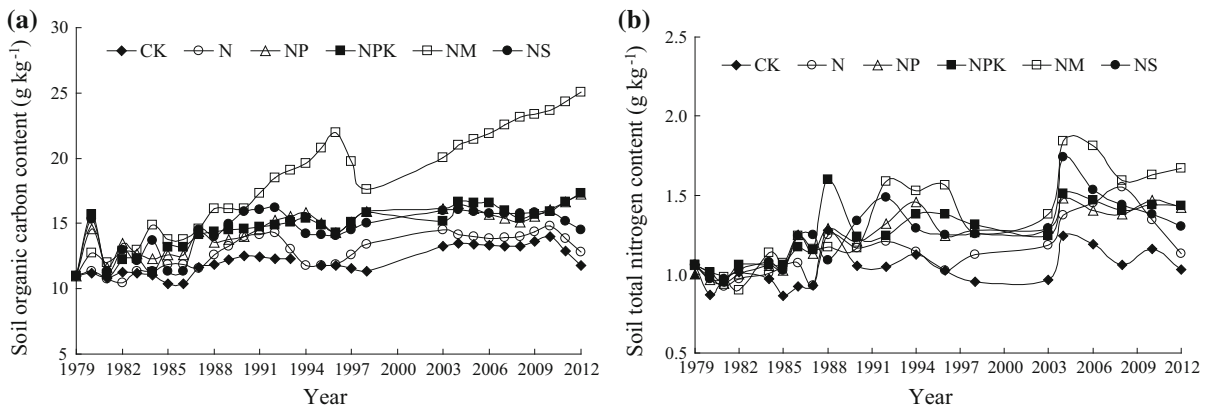 (a)
30
25
20
15
10
5
Soil organic carbon content (g kg⁻¹)
CK N NP NPK NM NS
1979 1982 1985 1988 1991 1994 1997 2000 2003 2006 2009 2012
Year
(b)
2.5
2.0
1.5
1.0
0.5
Soil total nitrogen content (g kg⁻¹)
CK N NP NPK NM NS
1979 1982 1985 1988 1991 1994 1997 2000 2003 2006 2009 2012
Year